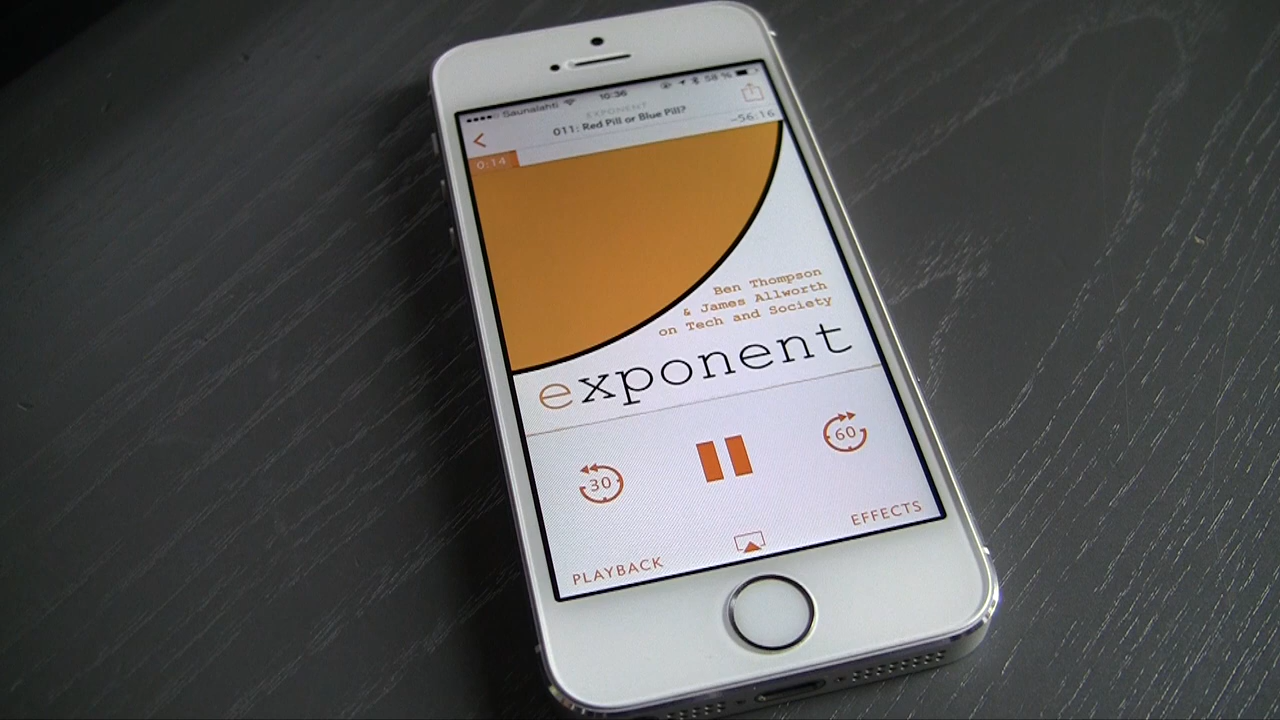 Saunalahti 10:36 58 %
EXPONENT
011: Red Pill or Blue Pill?
0:14 -56:16
Ben Thompson
& James Allworth
on Tech and Society
exponent
30 60
PLAYBACK EFFECTS